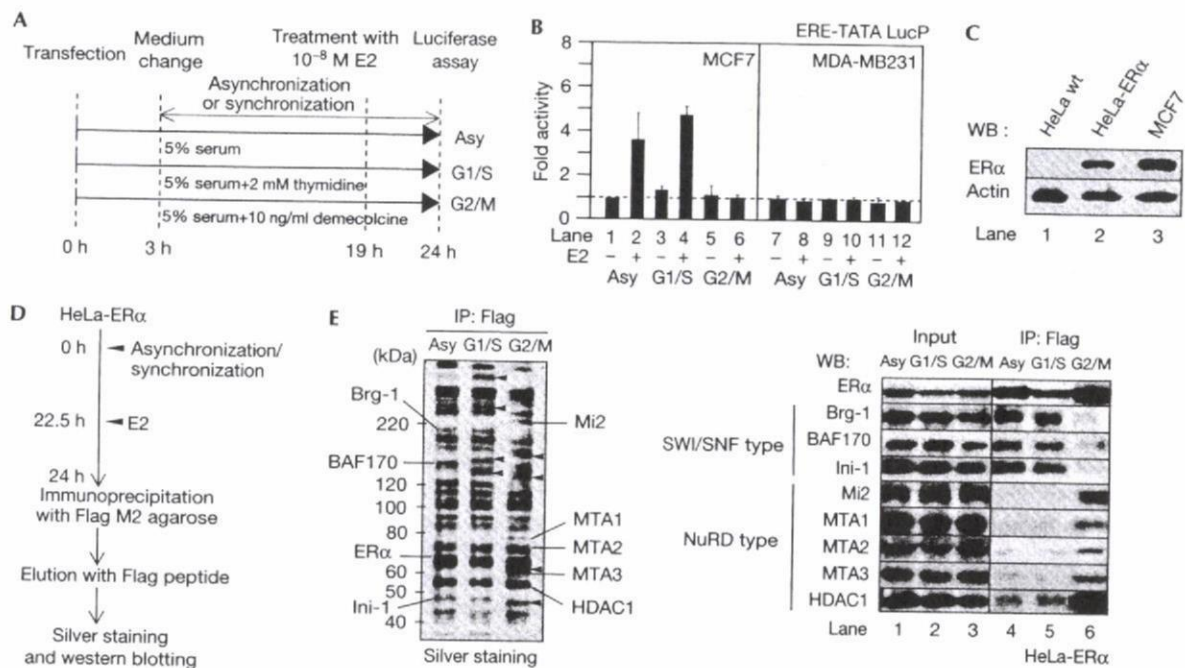 A
Transfection
Medium change
Treatment with 10⁻⁸ M E2
Luciferase assay
Asynchronization or synchronization
Asy
5% serum
G1/S
5% serum+2 mM thymidine
G2/M
5% serum+10 ng/ml demecolcine
0 h
3 h
19 h
24 h
B
ERE-TATA LucP
MCF7
MDA-MB231
Fold activity
8
6
4
2
0
Lane 1 2 3 4 5 6 7 8 9 10 11 12
E2 − + − + − + − + − + − +
Asy G1/S G2/M Asy G1/S G2/M
C
WB :
HeLa wt
HeLa-ERα
MCF7
ERα
Actin
Lane 1 2 3
D
HeLa-ERα
0 h
Asynchronization/
synchronization
22.5 h
E2
24 h
Immunoprecipitation
with Flag M2 agarose
Elution with Flag peptide
Silver staining
and western blotting
E
IP: Flag
(kDa)
Asy G1/S G2/M
Brg-1
220
BAF170
120
100
80
ERα
60
50
Ini-1
40
Mi2
MTA1
MTA2
MTA3
HDAC1
Silver staining
Input
IP: Flag
WB:
Asy G1/S G2/M Asy G1/S G2/M
ERα
SWI/SNF type
Brg-1
BAF170
Ini-1
NuRD type
Mi2
MTA1
MTA2
MTA3
HDAC1
Lane 1 2 3 4 5 6
HeLa-ERα